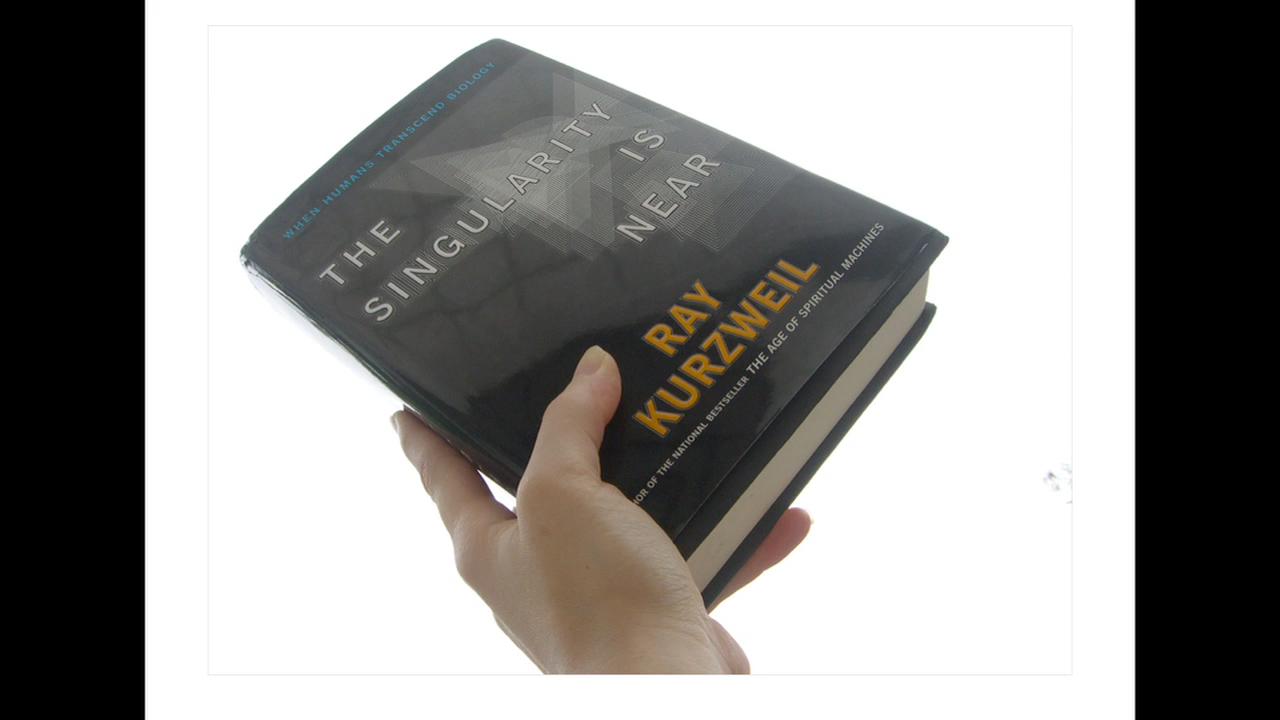 WHEN HUMANS TRANSCEND BIOLOGY
THE
SINGULARITY
IS
NEAR
RAY
KURZWEIL
OF THE NATIONAL BESTSELLER THE AGE OF SPIRITUAL MACHINES